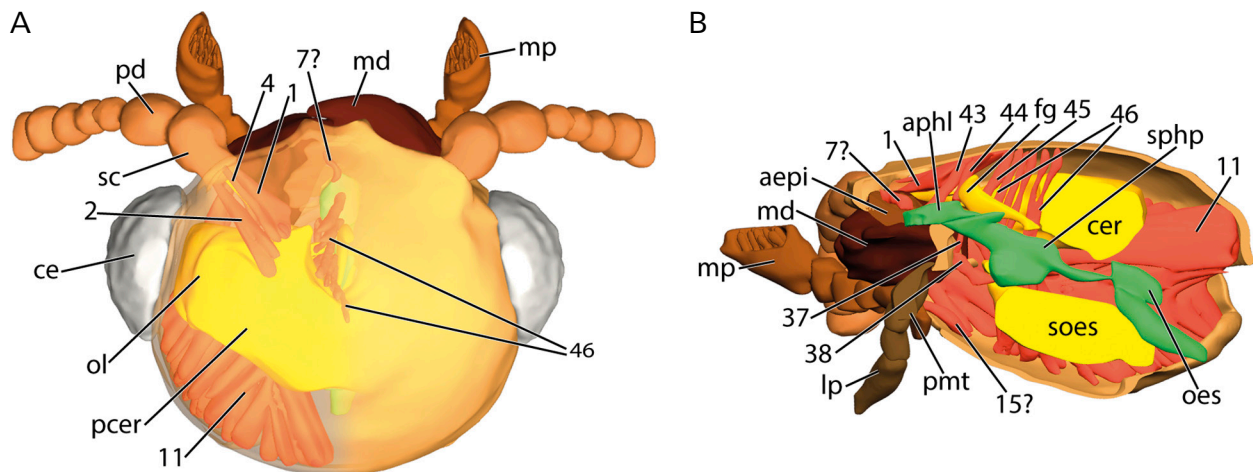 A
B
pd
4
1
7?
md
mp
sc
2
ce
ol
pcer
11
46
7?
1
aphl
43
44
fg
45
46
sphp
11
aepi
md
mp
cer
37
38
soes
lp
pmt
15?
oes